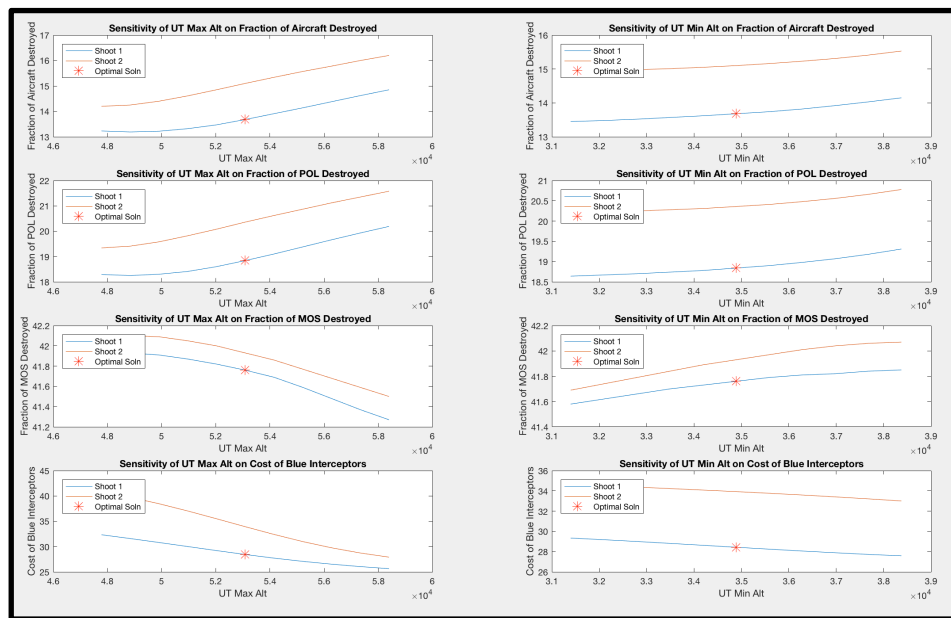 Sensitivity of UT Max Alt on Fraction of Aircraft Destroyed
Fraction of Aircraft Destroyed
17
16
15
14
13
Shoot 1
Shoot 2
Optimal Soln
4.6 4.8 5 5.2 5.4 5.6 5.8 6
UT Max Alt
×10⁴
Sensitivity of UT Min Alt on Fraction of Aircraft Destroyed
Fraction of Aircraft Destroyed
16
15
14
13
Shoot 1
Shoot 2
Optimal Soln
3.1 3.2 3.3 3.4 3.5 3.6 3.7 3.8 3.9
UT Min Alt
×10⁴
Sensitivity of UT Max Alt on Fraction of POL Destroyed
Fraction of POL Destroyed
22
21
20
19
18
Shoot 1
Shoot 2
Optimal Soln
4.6 4.8 5 5.2 5.4 5.6 5.8 6
UT Max Alt
×10⁴
Sensitivity of UT Min Alt on Fraction of POL Destroyed
Fraction of POL Destroyed
21
20.5
20
19.5
19
18.5
Shoot 1
Shoot 2
Optimal Soln
3.1 3.2 3.3 3.4 3.5 3.6 3.7 3.8 3.9
UT Min Alt
×10⁴
Sensitivity of UT Max Alt on Fraction of MOS Destroyed
Fraction of MOS Destroyed
42.2
42
41.8
41.6
41.4
41.2
Shoot 1
Shoot 2
Optimal Soln
4.6 4.8 5 5.2 5.4 5.6 5.8 6
UT Max Alt
×10⁴
Sensitivity of UT Min Alt on Fraction of MOS Destroyed
Fraction of MOS Destroyed
42.2
42
41.8
41.6
41.4
Shoot 1
Shoot 2
Optimal Soln
3.1 3.2 3.3 3.4 3.5 3.6 3.7 3.8 3.9
UT Min Alt
×10⁴
Sensitivity of UT Max Alt on Cost of Blue Interceptors
Cost of Blue Interceptors
45
40
35
30
25
Shoot 1
Shoot 2
Optimal Soln
4.6 4.8 5 5.2 5.4 5.6 5.8 6
UT Max Alt
×10⁴
Sensitivity of UT Min Alt on Cost of Blue Interceptors
Cost of Blue Interceptors
36
34
32
30
28
26
Shoot 1
Shoot 2
Optimal Soln
3.1 3.2 3.3 3.4 3.5 3.6 3.7 3.8 3.9
UT Min Alt
×10⁴